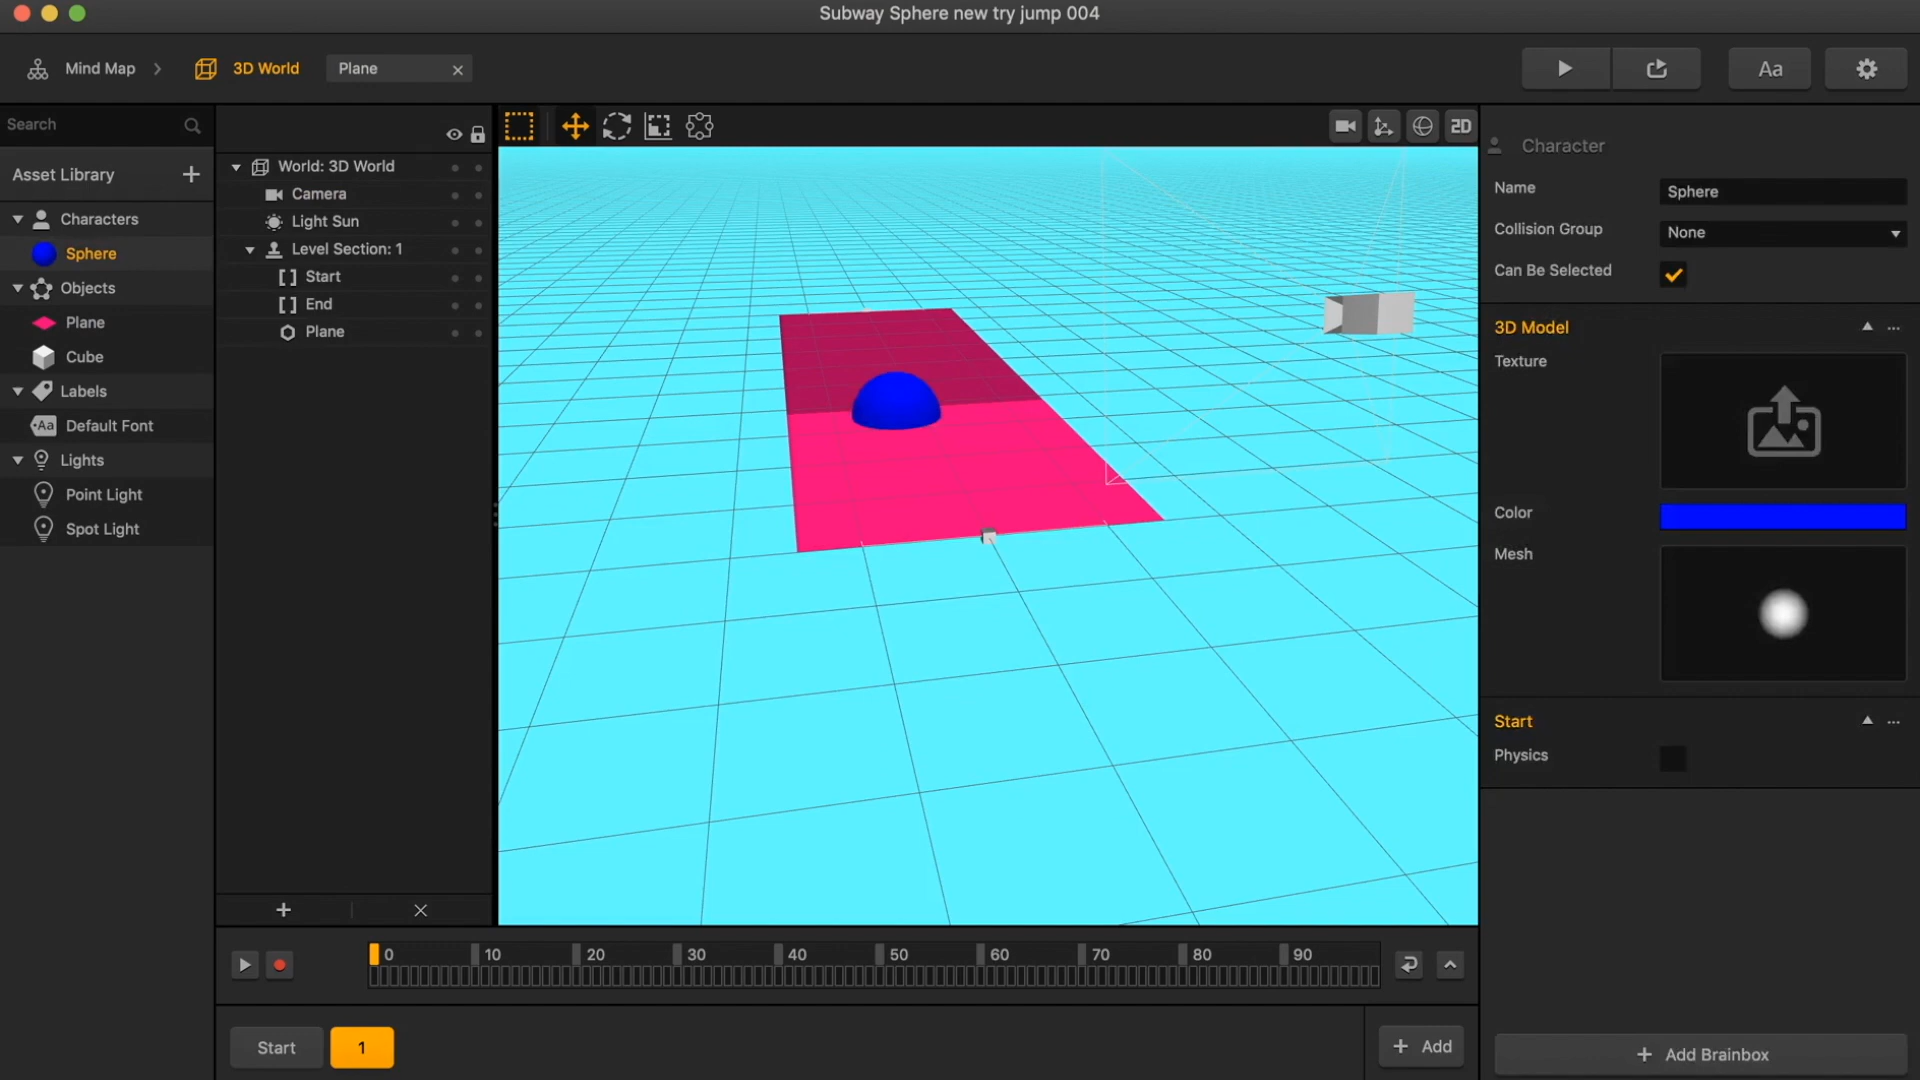 Subway Sphere new try jump 004
Mind Map
3D World
Plane
Aa
Search
Asset Library
Characters
Sphere
Objects
Plane
Cube
Labels
Aa Default Font
Lights
Point Light
Spot Light
World: 3D World
Camera
Light Sun
Level Section: 1
Start
End
Plane
2D
Character
Name
Sphere
Collision Group
None
Can Be Selected
3D Model
Texture
Color
Mesh
Start
Physics
0 10 20 30 40 50 60 70 80 90
Start
1
+ Add
+ Add Brainbox